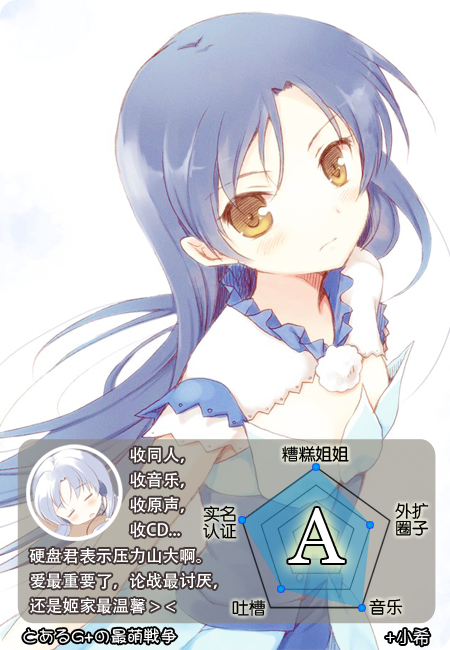 收同人，
收音乐，
收原声，
收CD...
硬盘君表示压力山大啊。
爱最重要了，论战最讨厌，
还是姬家最温馨＞＜
糟糕姐姐
实名
认证
外扩
圈子
A
吐槽
音乐
とあるG+の最萌戦争
+小希